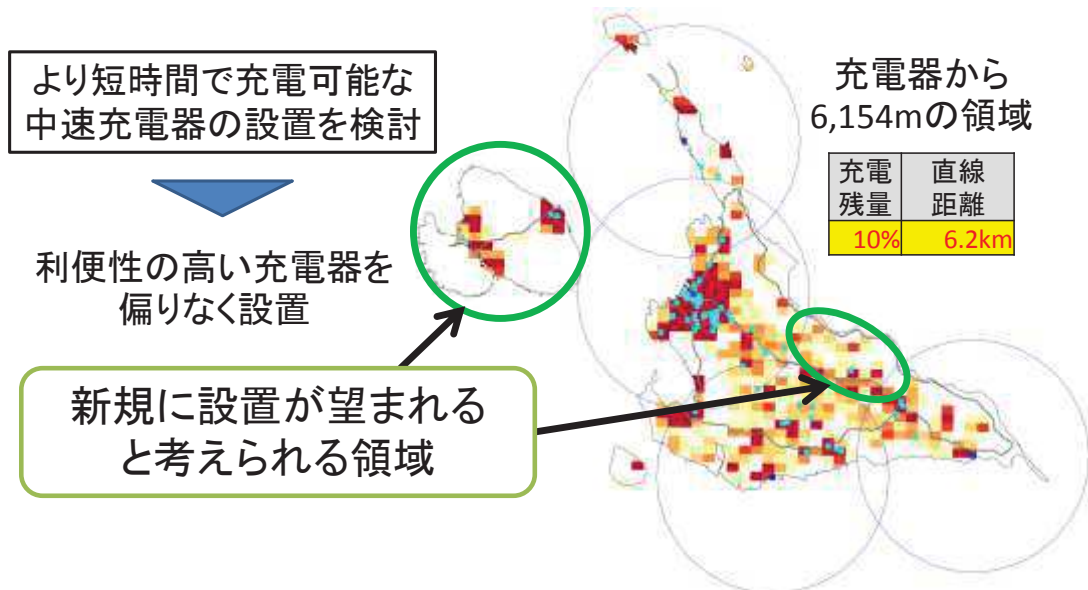 より短時間で充電可能な
中速充電器の設置を検討
利便性の高い充電器を
偏りなく設置
新規に設置が望まれる
と考えられる領域
充電器から
6,154mの領域
充電 直線
残量 距離
10% 6.2km